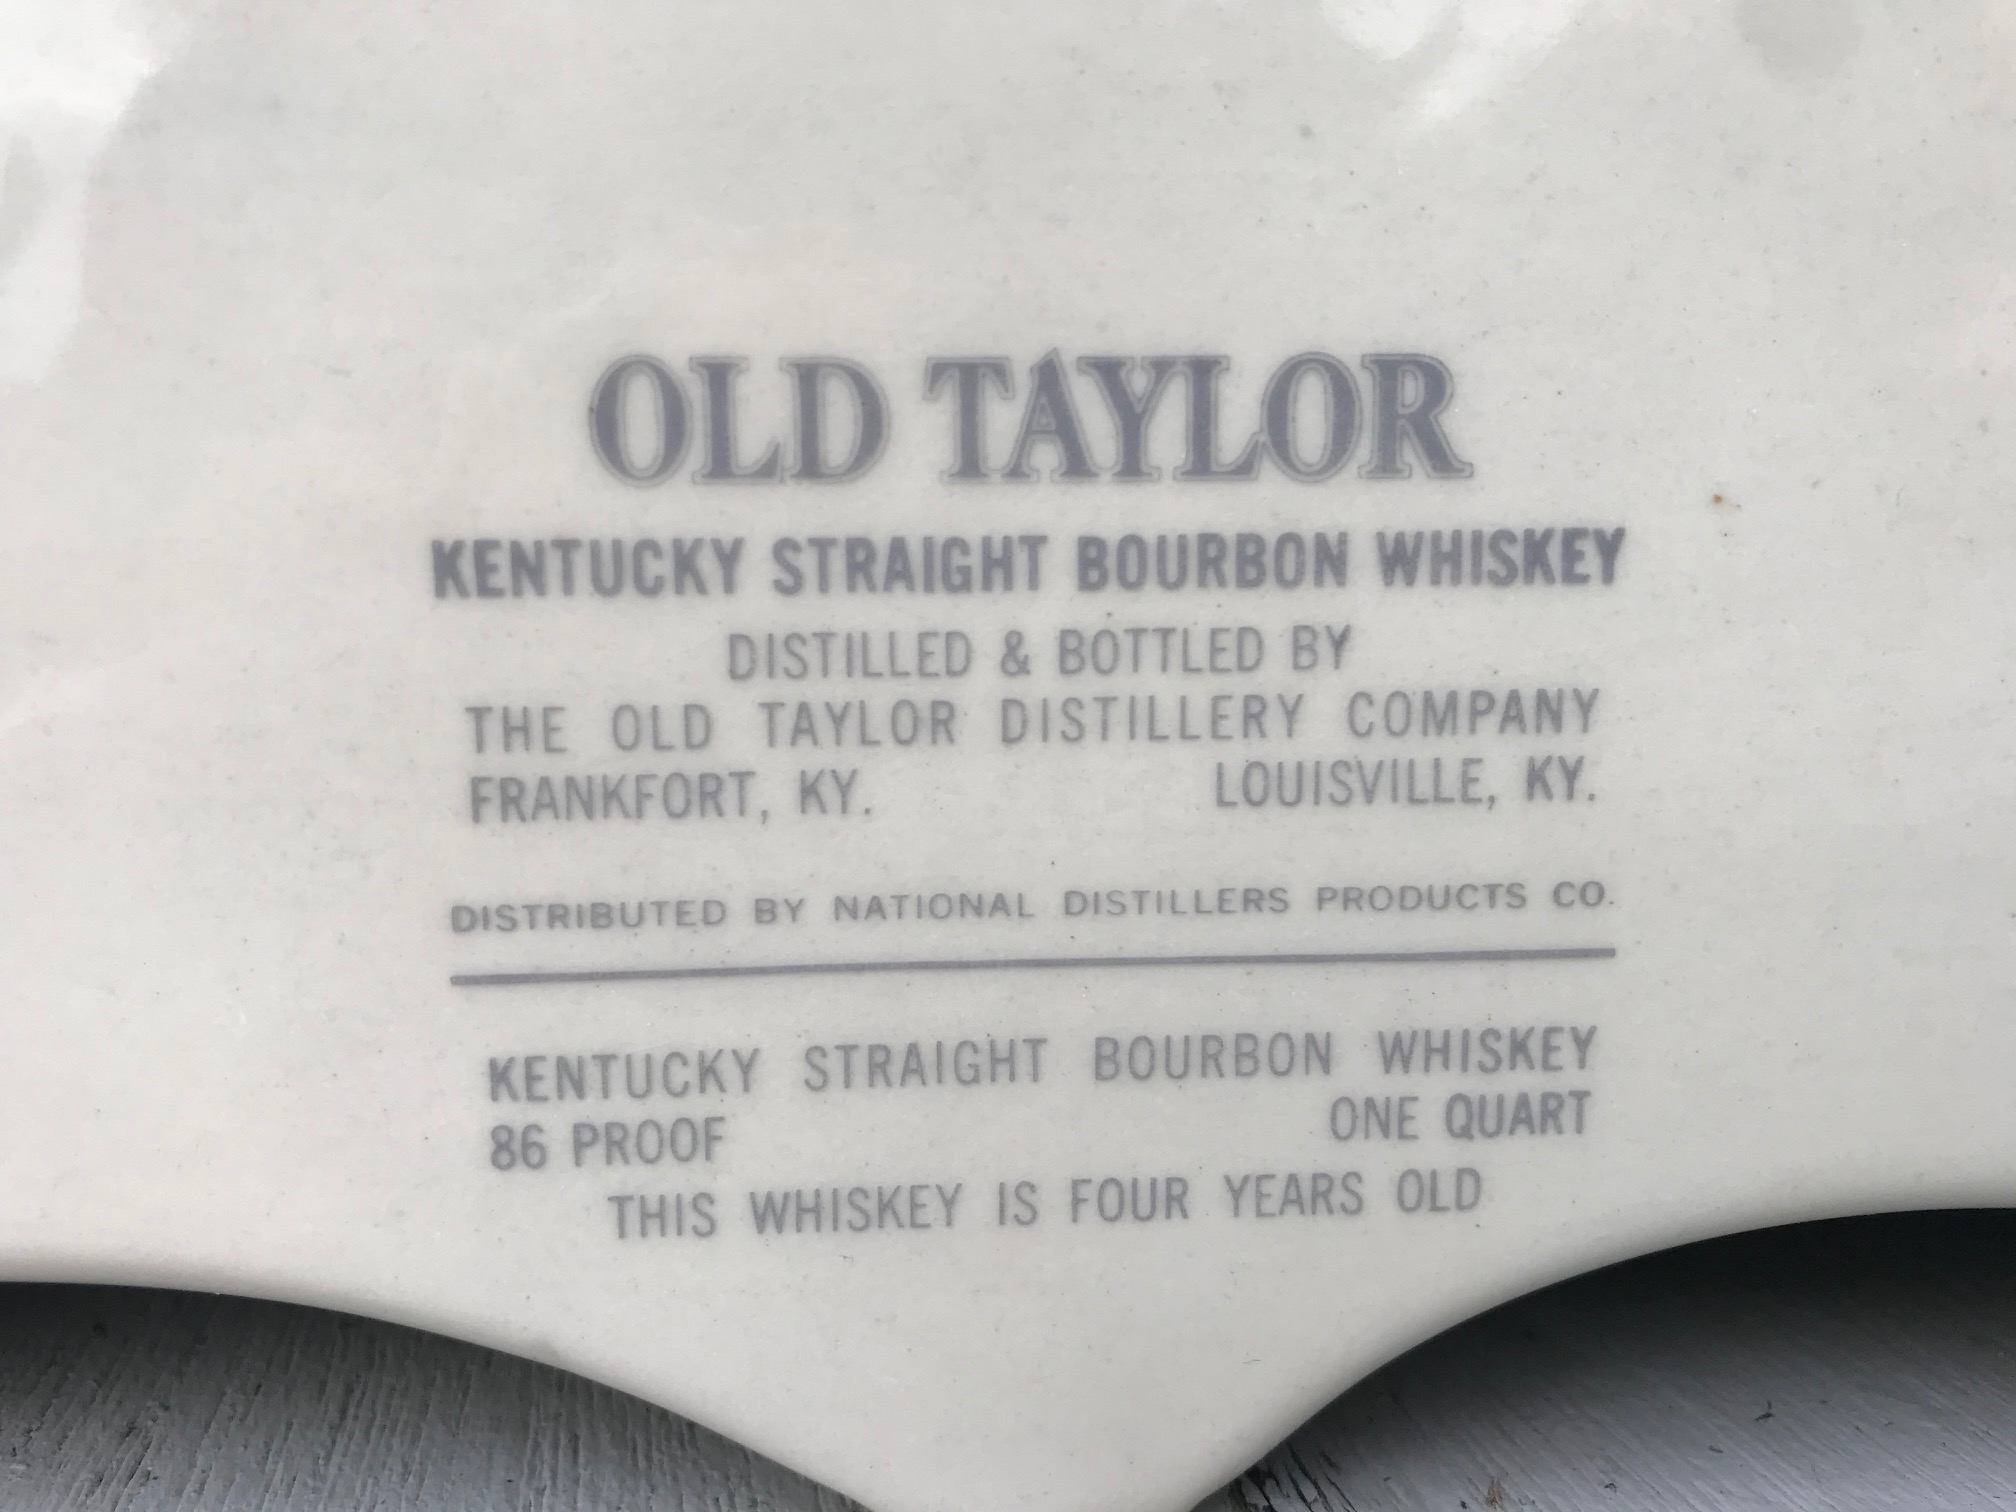 OLD TAYLOR
KENTUCKY STRAIGHT BOURBON WHISKEY
DISTILLED & BOTTLED BY
THE OLD TAYLOR DISTILLERY COMPANY
FRANKFORT, KY. LOUISVILLE, KY.
DISTRIBUTED BY NATIONAL DISTILLERS PRODUCTS CO.
KENTUCKY STRAIGHT BOURBON WHISKEY
86 PROOF ONE QUART
THIS WHISKEY IS FOUR YEARS OLD